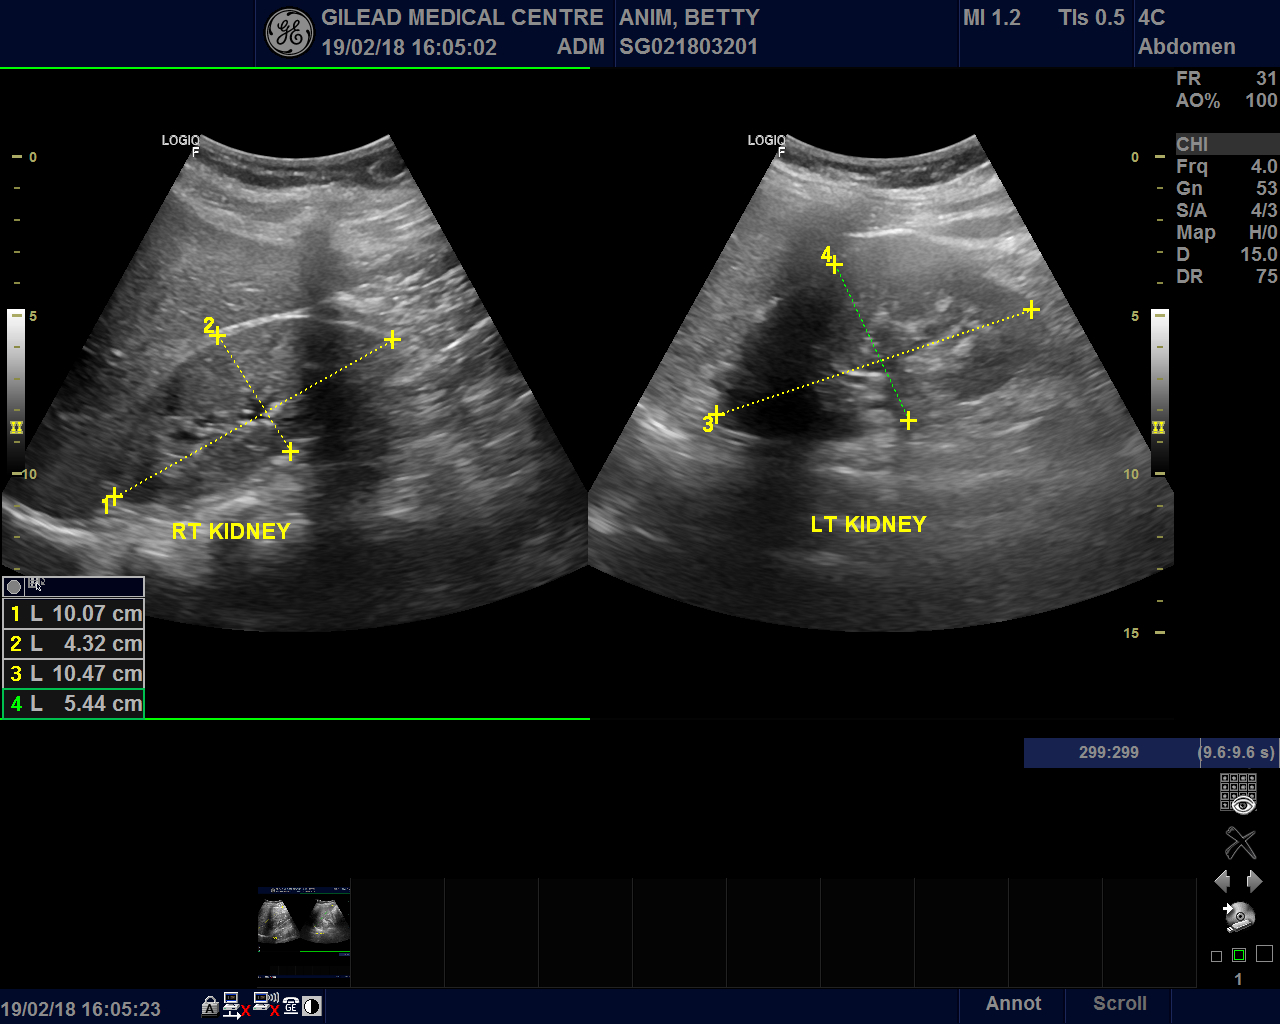 GILEAD MEDICAL CENTRE
19/02/18 16:05:02 ADM
ANIM, BETTY
SG021803201
MI 1.2 TIs 0.5
4C
Abdomen
FR 31
AO% 100
CHI
Frq 4.0
Gn 53
S/A 4/3
Map H/0
D 15.0
DR 75
LOGIQ
F
0
5
10
2
1
RT KIDNEY
LOGIQ
F
0
5
10
15
4
3
LT KIDNEY
1 L 10.07 cm
2 L 4.32 cm
3 L 10.47 cm
4 L 5.44 cm
299:299 (9.6:9.6 s)
1
19/02/18 16:05:23
Annot
Scroll